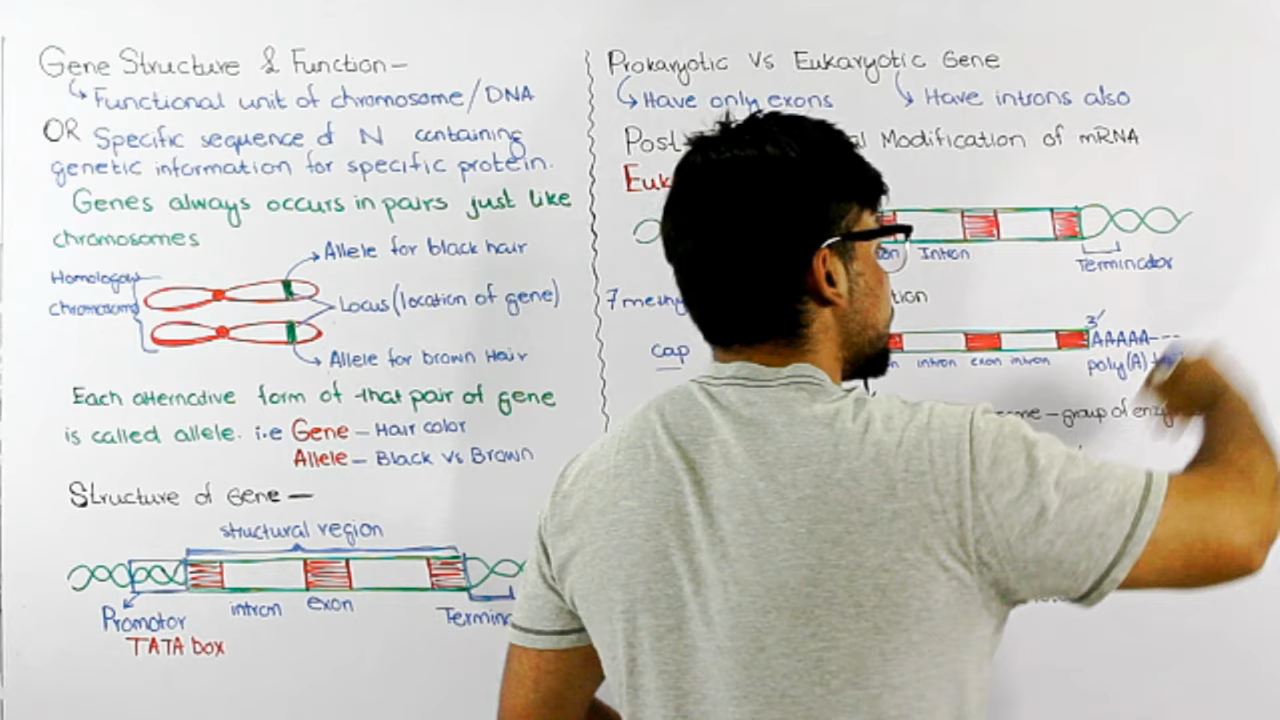 Gene Structure & Function-
Functional unit of chromosome/DNA
OR Specific sequence of N containing
genetic information for specific protein.
Genes always occurs in pairs just like
chromosomes
Allele for black hair
Homologous
chromosoms
Locus (location of gene)
Allele for brown Hair
Each alternative form of that pair of gene
is called allele. i.e Gene - Hair color
Allele - Black vs Brown
Structure of Gene -
structural region
Promotor
intron
exon
TATA box
Prokaryotic Vs Eukaryotic Gene
Have only exons
Have introns also
Modification of mRNA
Intron
Terminator
cap
3'
AAAAA---
intron exon intron
poly(A)
group of